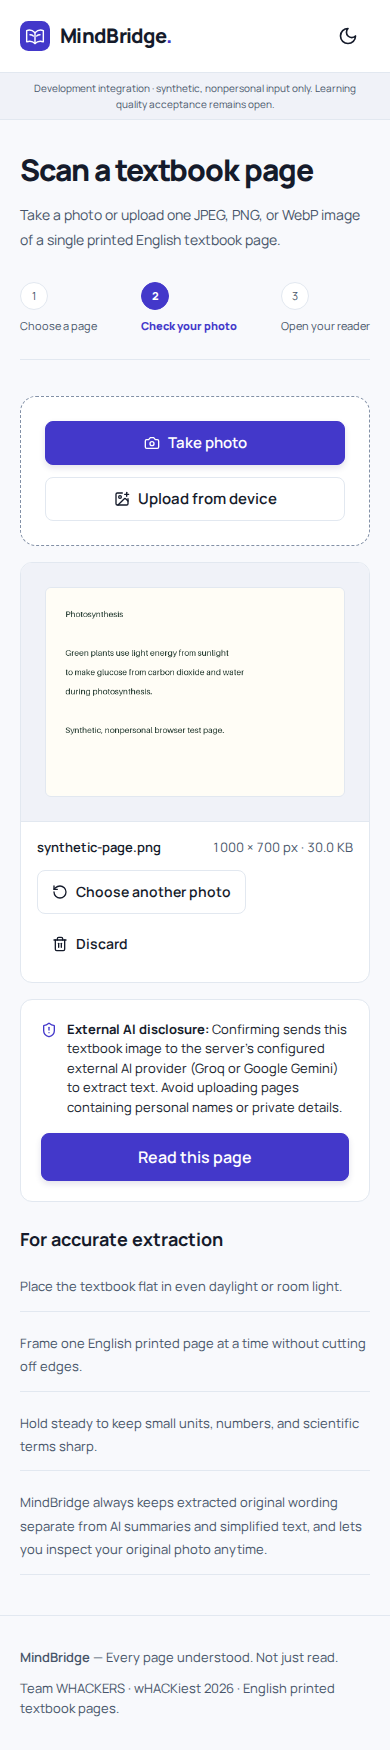 MindBridge.
Development integration · synthetic, nonpersonal input only. Learning
quality acceptance remains open.
Scan a textbook page
Take a photo or upload one JPEG, PNG, or WebP image
of a single printed English textbook page.
1
Choose a page
2
Check your photo
3
Open your reader
Take photo
Upload from device
Photosynthesis
Green plants use light energy from sunlight
to make glucose from carbon dioxide and water
during photosynthesis.
Synthetic, nonpersonal browser test page.
synthetic-page.png
1000 × 700 px · 30.0 KB
Choose another photo
Discard
External AI disclosure: Confirming sends this
textbook image to the server's configured
external AI provider (Groq or Google Gemini)
to extract text. Avoid uploading pages
containing personal names or private details.
Read this page
For accurate extraction
Place the textbook flat in even daylight or room light.
Frame one English printed page at a time without cutting
off edges.
Hold steady to keep small units, numbers, and scientific
terms sharp.
MindBridge always keeps extracted original wording
separate from AI summaries and simplified text, and lets
you inspect your original photo anytime.
MindBridge — Every page understood. Not just read.
Team WHACKERS · wHACKiest 2026 · English printed
textbook pages.